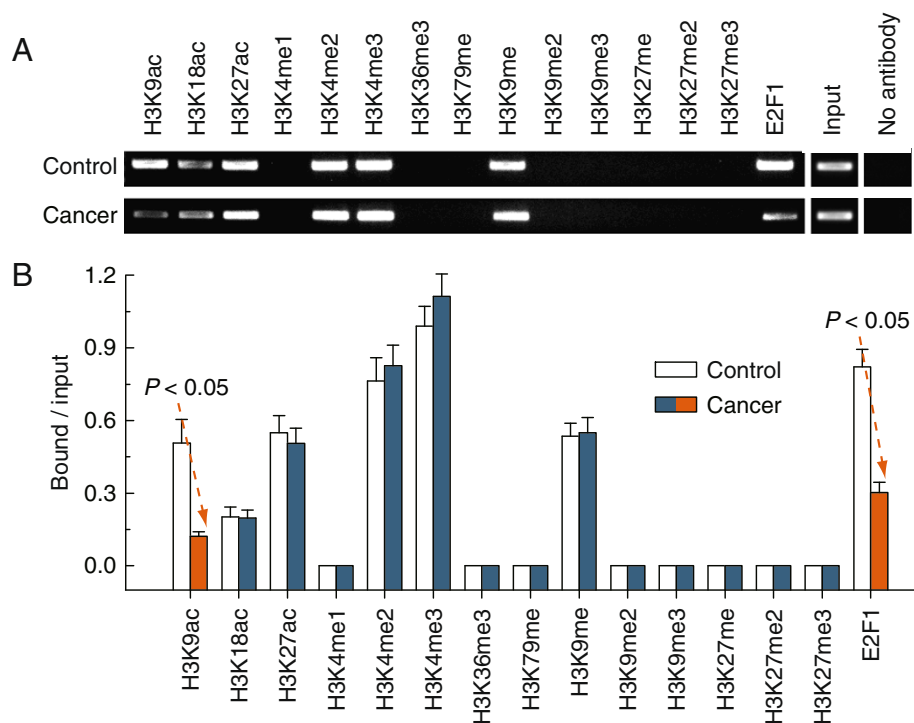 A
H3K9ac
H3K18ac
H3K27ac
H3K4me1
H3K4me2
H3K4me3
H3K36me3
H3K79me
H3K9me
H3K9me2
H3K9me3
H3K27me
H3K27me2
H3K27me3
E2F1
Input
No antibody
Control
Cancer
B
Bound / input
1.2
0.9
0.6
0.3
0.0
P < 0.05
P < 0.05
Control
Cancer
H3K9ac
H3K18ac
H3K27ac
H3K4me1
H3K4me2
H3K4me3
H3K36me3
H3K79me
H3K9me
H3K9me2
H3K9me3
H3K27me
H3K27me2
H3K27me3
E2F1